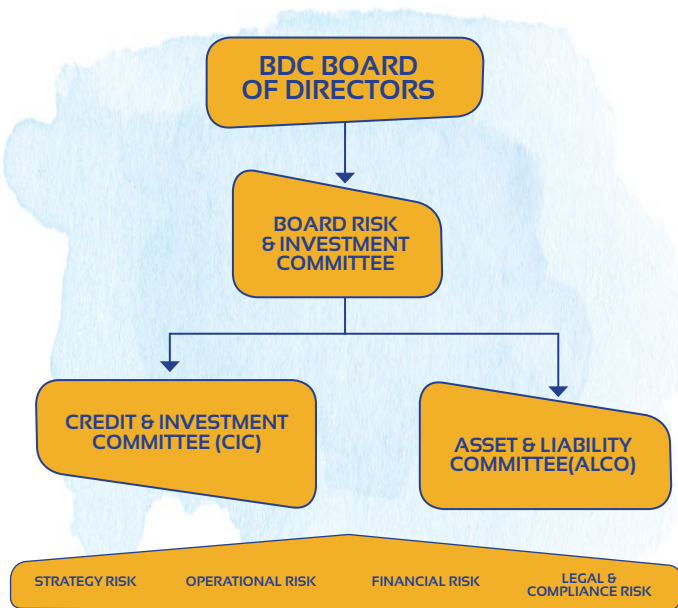 BDC BOARD
OF DIRECTORS
BOARD RISK
& INVESTMENT
COMMITTEE
CREDIT & INVESTMENT
COMMITTEE (CIC)
ASSET & LIABILITY
COMMITTEE(ALCO)
STRATEGY RISK
OPERATIONAL RISK
FINANCIAL RISK
LEGAL &
COMPLIANCE RISK